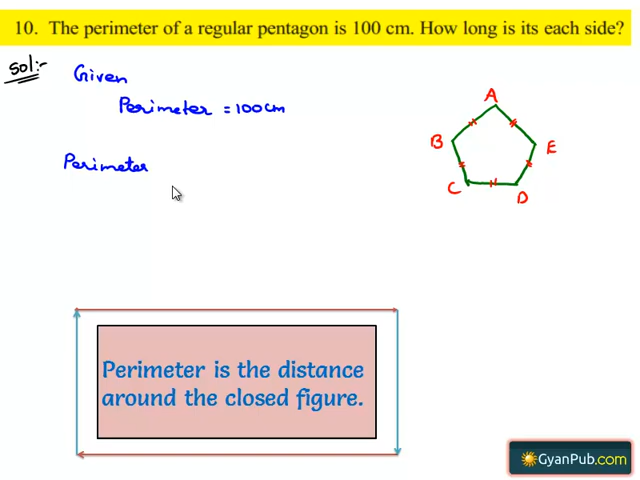 10. The perimeter of a regular pentagon is 100 cm. How long is its each side?
Sol:-
Given
Perimeter = 100cm
A
B
E
Perimeter
C
D
Perimeter is the distance
around the closed figure.
GyanPub.com